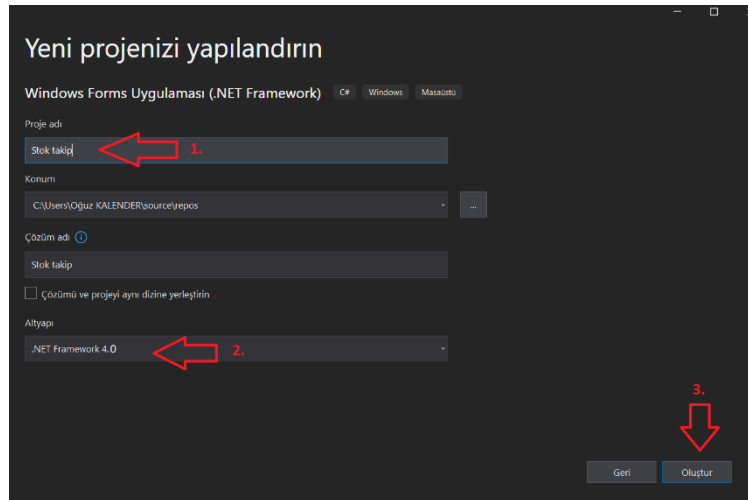 Yeni projenizi yapılandırın
Windows Forms Uygulaması (.NET Framework) C# Windows Masaüstü
Proje adı
Stok takip
1.
Konum
C:\Users\Oğuz KALENDER\source\repos
...
Çözüm adı
Stok takip
Çözümü ve projeyi aynı dizine yerleştirin
Altyapı
.NET Framework 4.0
2.
3.
Geri Oluştur